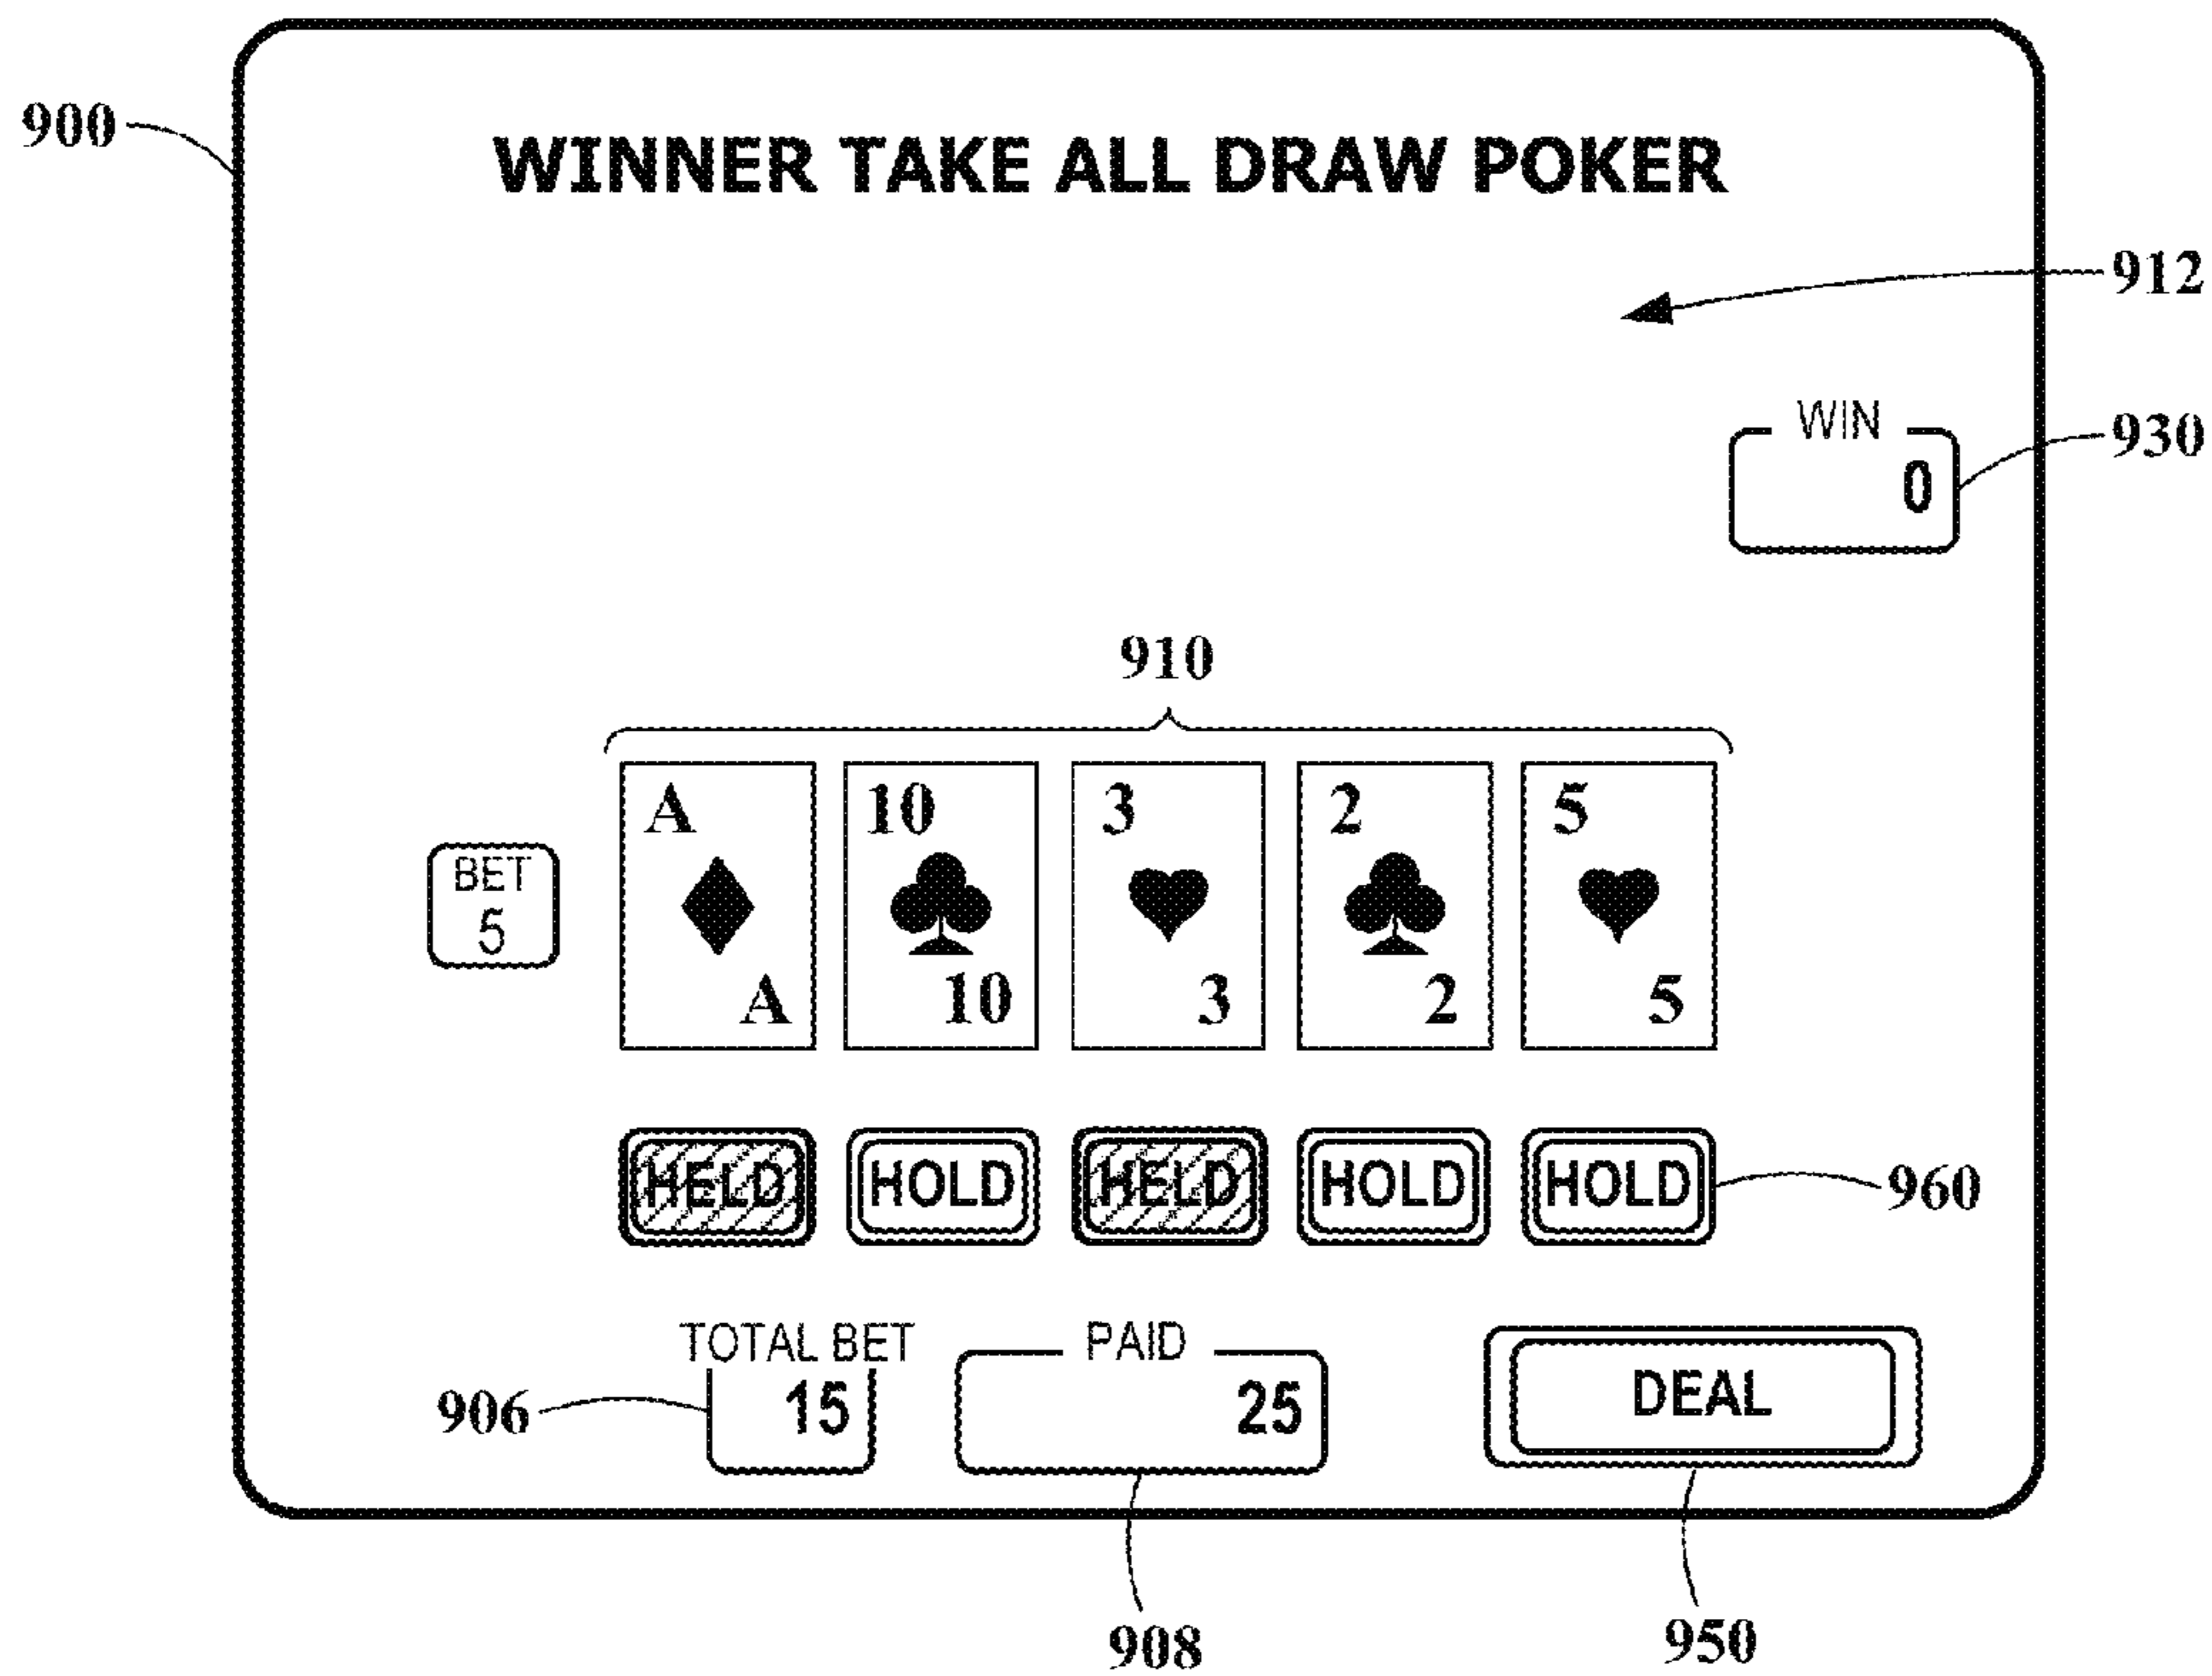 900
WINNER TAKE ALL DRAW POKER
912
WIN
930
0
910
A 10 3 2 5
BET
5
A 10 3 2 5
HELD HOLD HELD HOLD HOLD
960
TOTAL BET PAID
906
15 25 DEAL
908 950